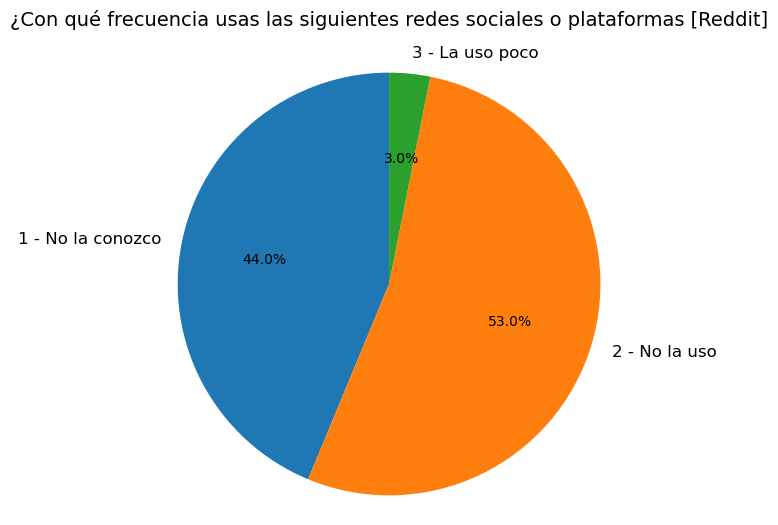 ¿Con qué frecuencia usas las siguientes redes sociales o plataformas [Reddit]
3 - La uso poco
3.0%
1 - No la conozco
44.0%
53.0%
2 - No la uso